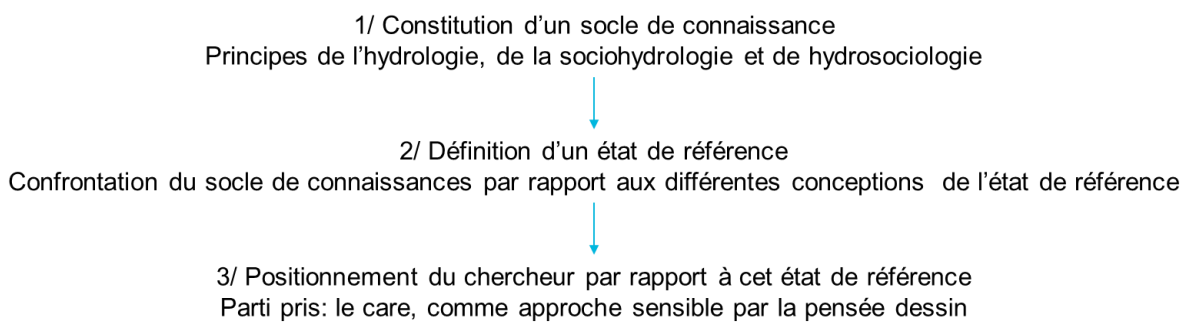 1/ Constitution d’un socle de connaissance
Principes de l’hydrologie, de la sociohydrologie et de hydrosociologie
2/ Définition d’un état de référence
Confrontation du socle de connaissances par rapport aux différentes conceptions  de l’état de référence
3/ Positionnement du chercheur par rapport à cet état de référence
Parti pris: le care, comme approche sensible par la pensée dessin